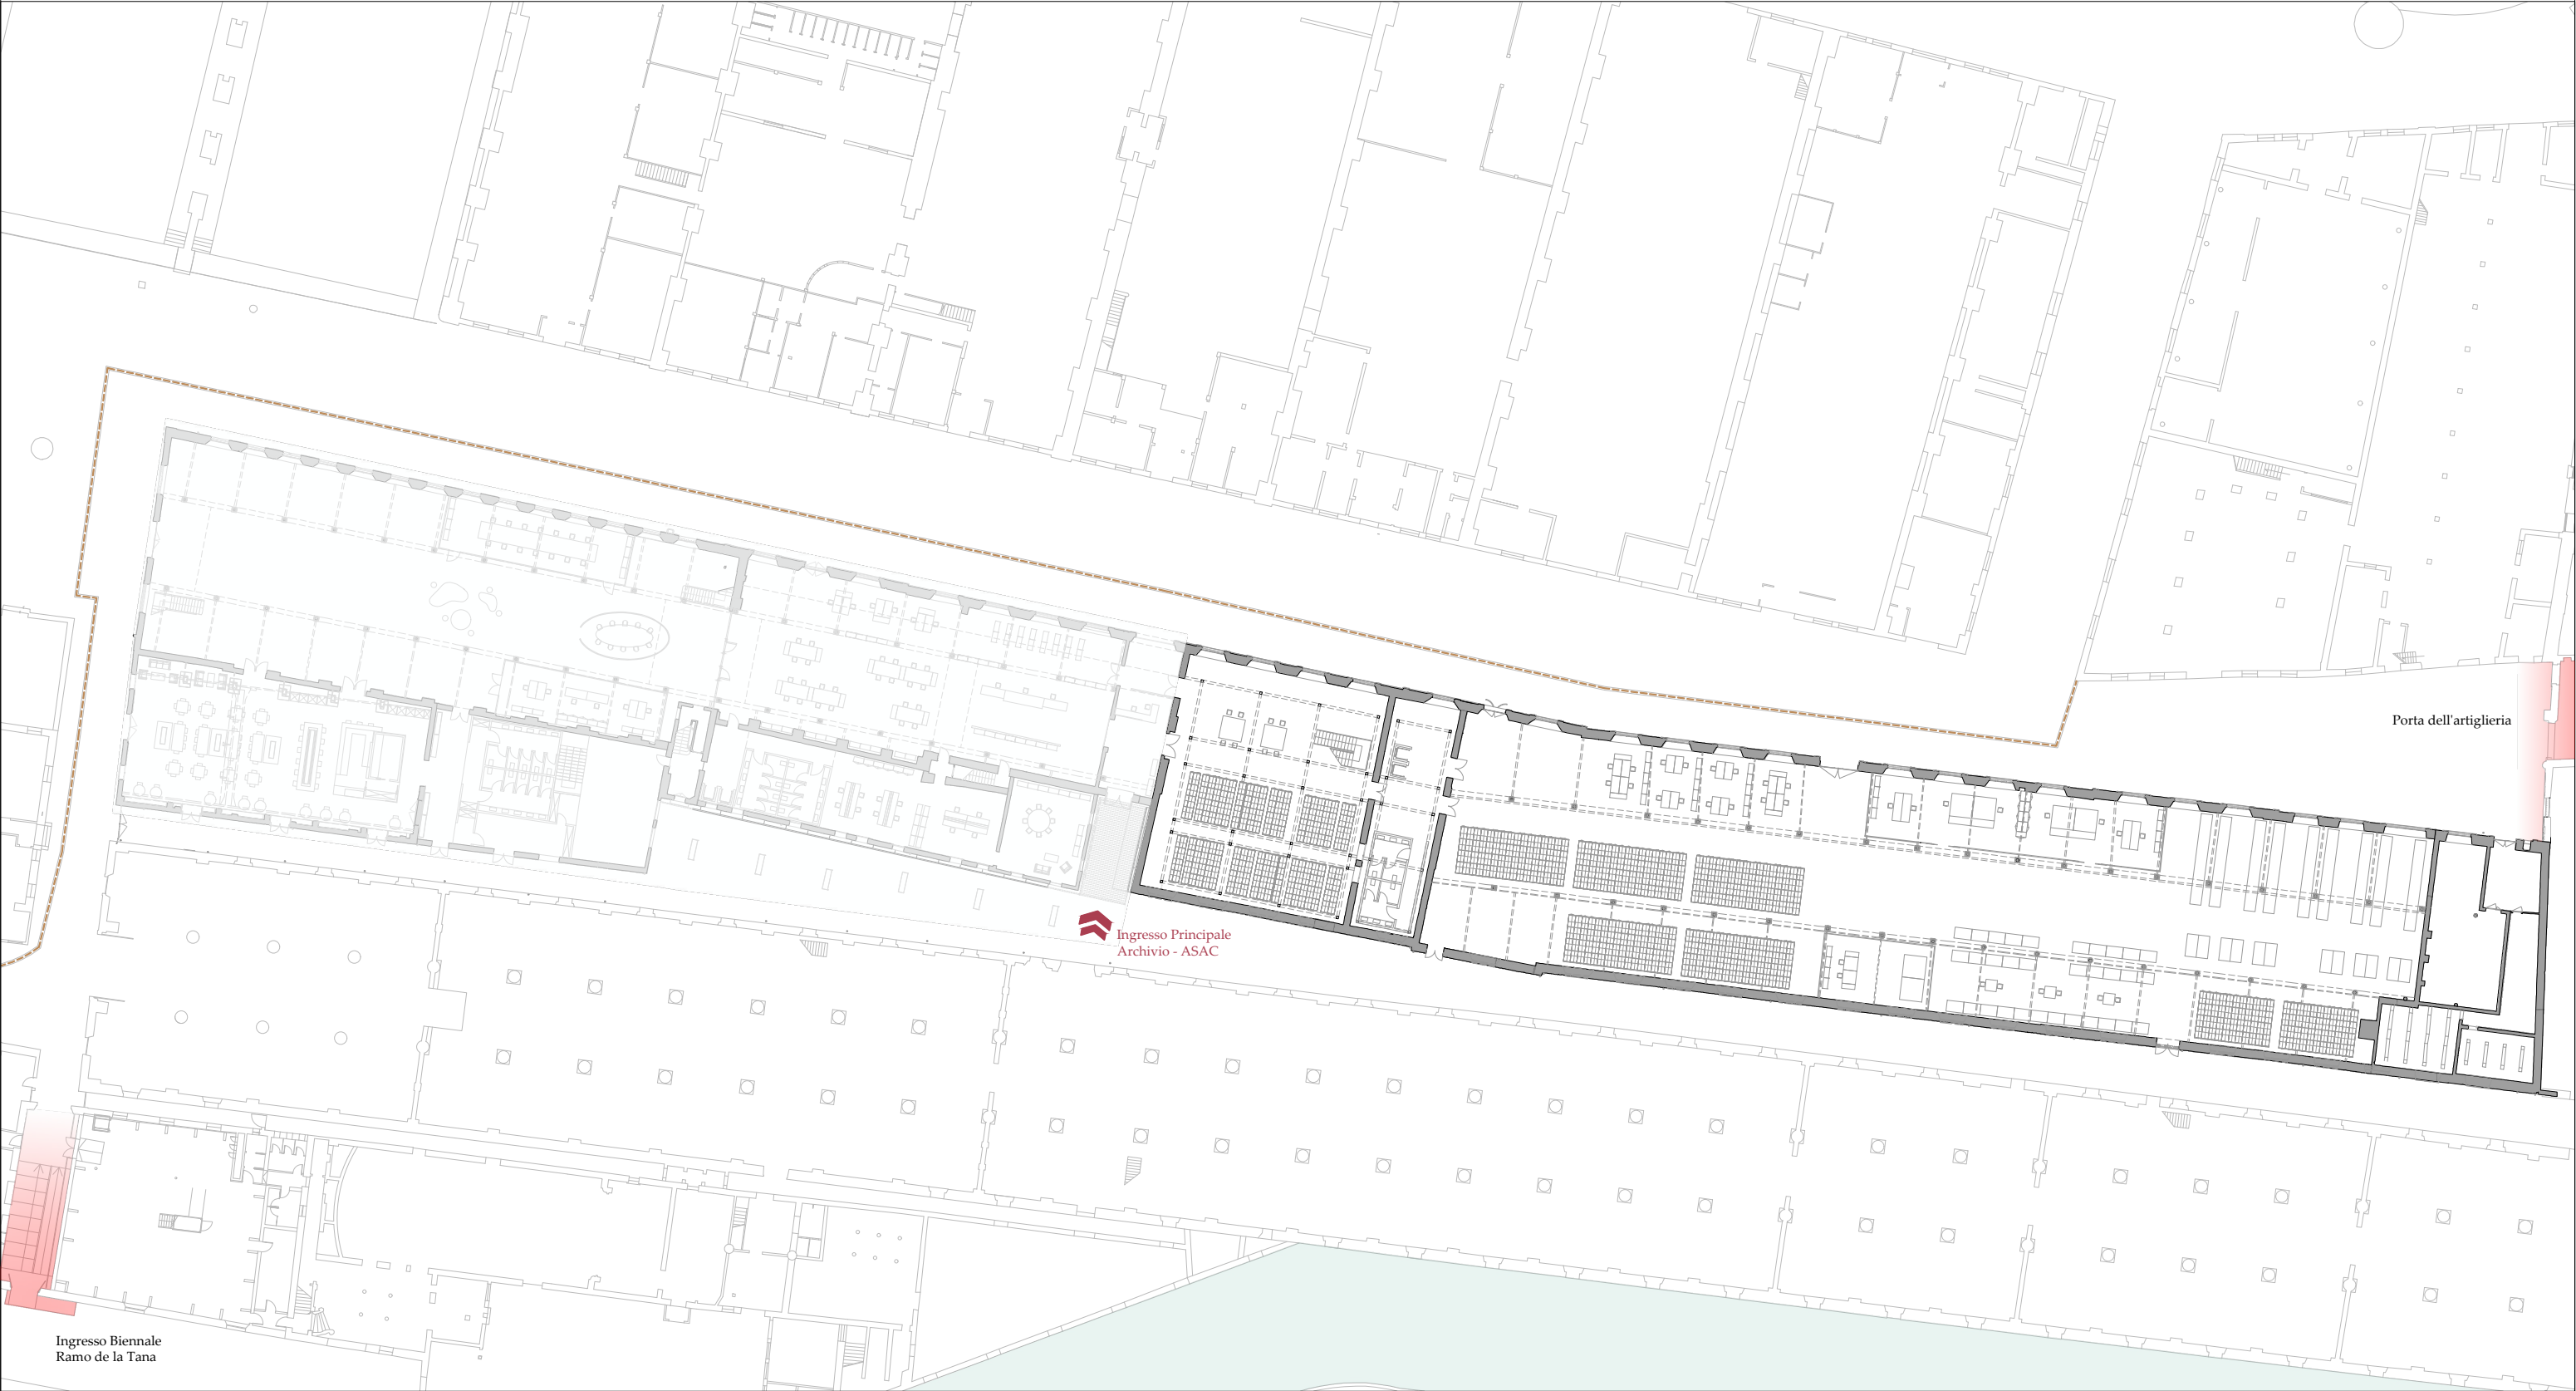 Porta dell'artiglieria
Ingresso Principale
Archivio - ASAC
Ingresso Biennale
Ramo de la Tana